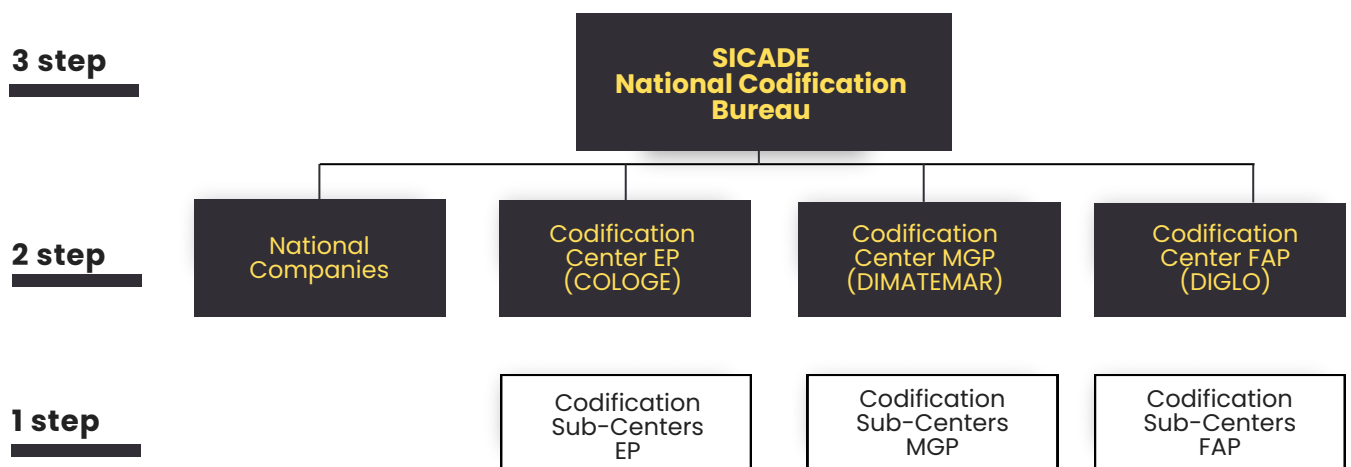 3 step
SICADE
National Codification
Bureau
2 step
National
Companies
Codification
Center EP
(COLOGE)
Codification
Center MGP
(DIMATEMAR)
Codification
Center FAP
(DIGLO)
1 step
Codification
Sub-Centers
EP
Codification
Sub-Centers
MGP
Codification
Sub-Centers
FAP